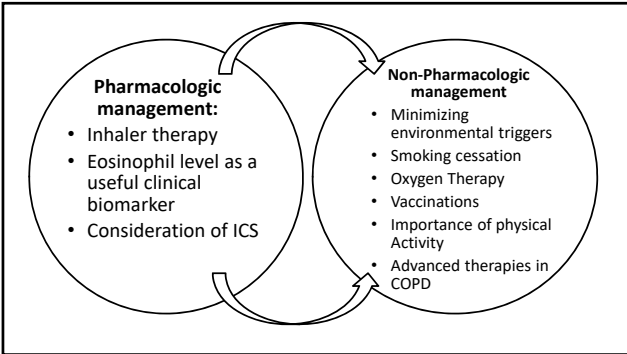 Pharmacologic
management:
• Inhaler therapy
• Eosinophil level as a
useful clinical
biomarker
• Consideration of ICS
Non-Pharmacologic
management
• Minimizing
environmental triggers
• Smoking cessation
• Oxygen Therapy
• Vaccinations
• Importance of physical
Activity
• Advanced therapies in
COPD